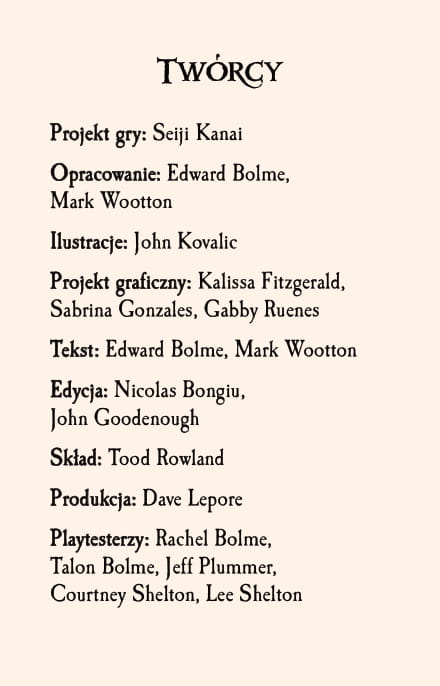 Twórcy
Projekt gry: Seiji Kanai
Opracowanie: Edward Bolme,
Mark Wootton
Ilustracje: John Kovalic
Projekt graficzny: Kalissa Fitzgerald,
Sabrina Gonzales, Gabby Ruenes
Tekst: Edward Bolme, Mark Wootton
Edycja: Nicolas Bongiu,
John Goodenough
Skład: Tood Rowland
Produkcja: Dave Lepore
Playtesterzy: Rachel Bolme,
Talon Bolme, Jeff Plummer,
Courtney Shelton, Lee Shelton